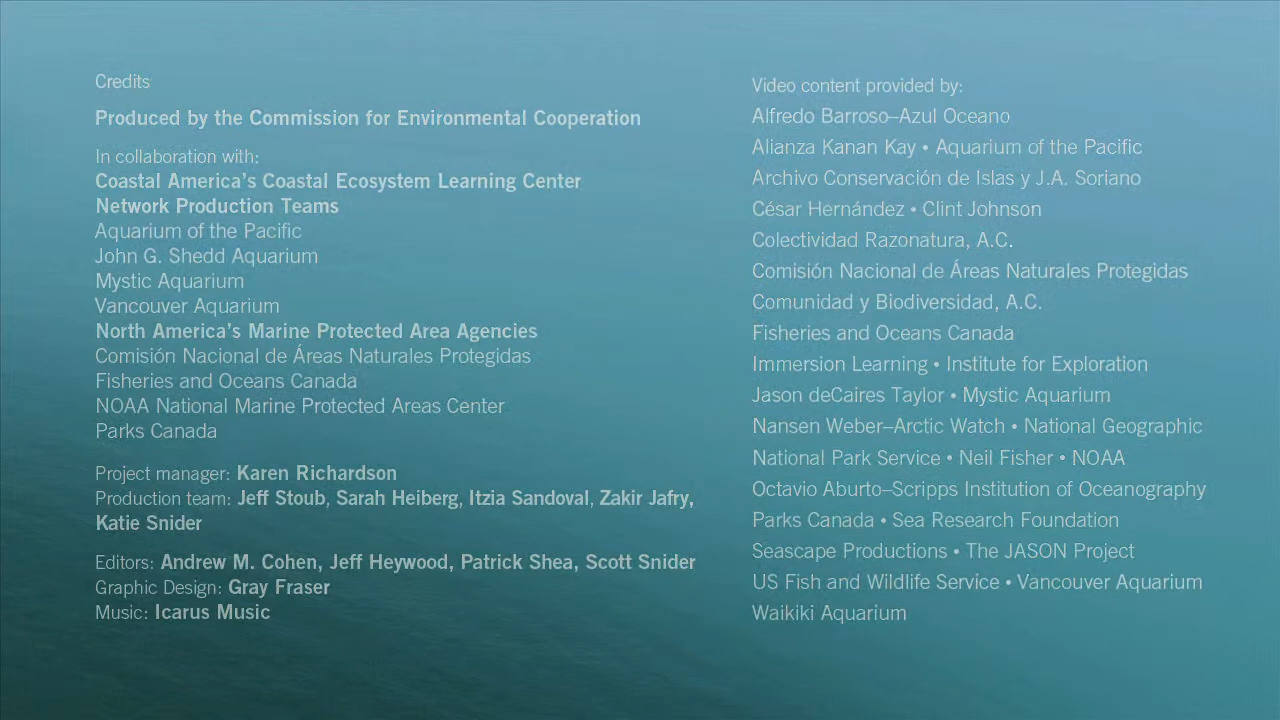 Credits
Produced by the Commission for Environmental Cooperation
In collaboration with:
Coastal America's Coastal Ecosystem Learning Center
Network Production Teams
Aquarium of the Pacific
John G. Shedd Aquarium
Mystic Aquarium
Vancouver Aquarium
North America's Marine Protected Area Agencies
Comisión Nacional de Áreas Naturales Protegidas
Fisheries and Oceans Canada
NOAA National Marine Protected Areas Center
Parks Canada
Project manager: Karen Richardson
Production team: Jeff Stoub, Sarah Heiberg, Itzia Sandoval, Zakir Jafry,
Katie Snider
Editors: Andrew M. Cohen, Jeff Heywood, Patrick Shea, Scott Snider
Graphic Design: Gray Fraser
Music: Icarus Music
Video content provided by:
Alfredo Barroso–Azul Oceano
Alianza Kanan Kay • Aquarium of the Pacific
Archivo Conservación de Islas y J.A. Soriano
César Hernández • Clint Johnson
Colectividad Razonatura, A.C.
Comisión Nacional de Áreas Naturales Protegidas
Comunidad y Biodiversidad, A.C.
Fisheries and Oceans Canada
Immersion Learning • Institute for Exploration
Jason deCaires Taylor • Mystic Aquarium
Nansen Weber–Arctic Watch • National Geographic
National Park Service • Neil Fisher • NOAA
Octavio Aburto–Scripps Institution of Oceanography
Parks Canada • Sea Research Foundation
Seascape Productions • The JASON Project
US Fish and Wildlife Service • Vancouver Aquarium
Waikiki Aquarium